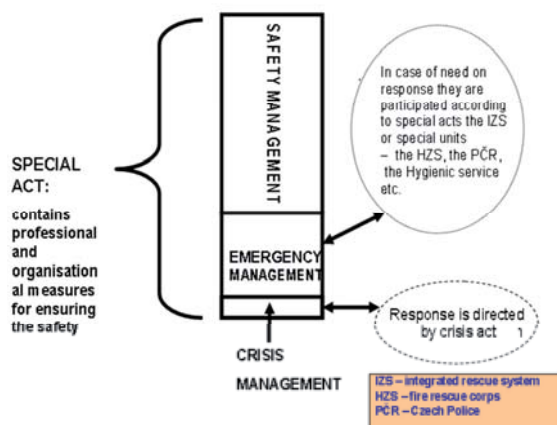 SPECIAL
ACT:
contains
professional
and
organisation
al measures
for ensuring
the safety
SAFETY MANAGEMENT
EMERGENCY
MANAGEMENT
CRISIS
MANAGEMENT
In case of need on
response they are
participated according
to special acts the IZS
or special units
– the HZS, the PČR,
the Hygienic service
etc.
Response is directed
by crisis act
IZS – integrated rescue system
HZS – fire rescue corps
PČR – Czech Police